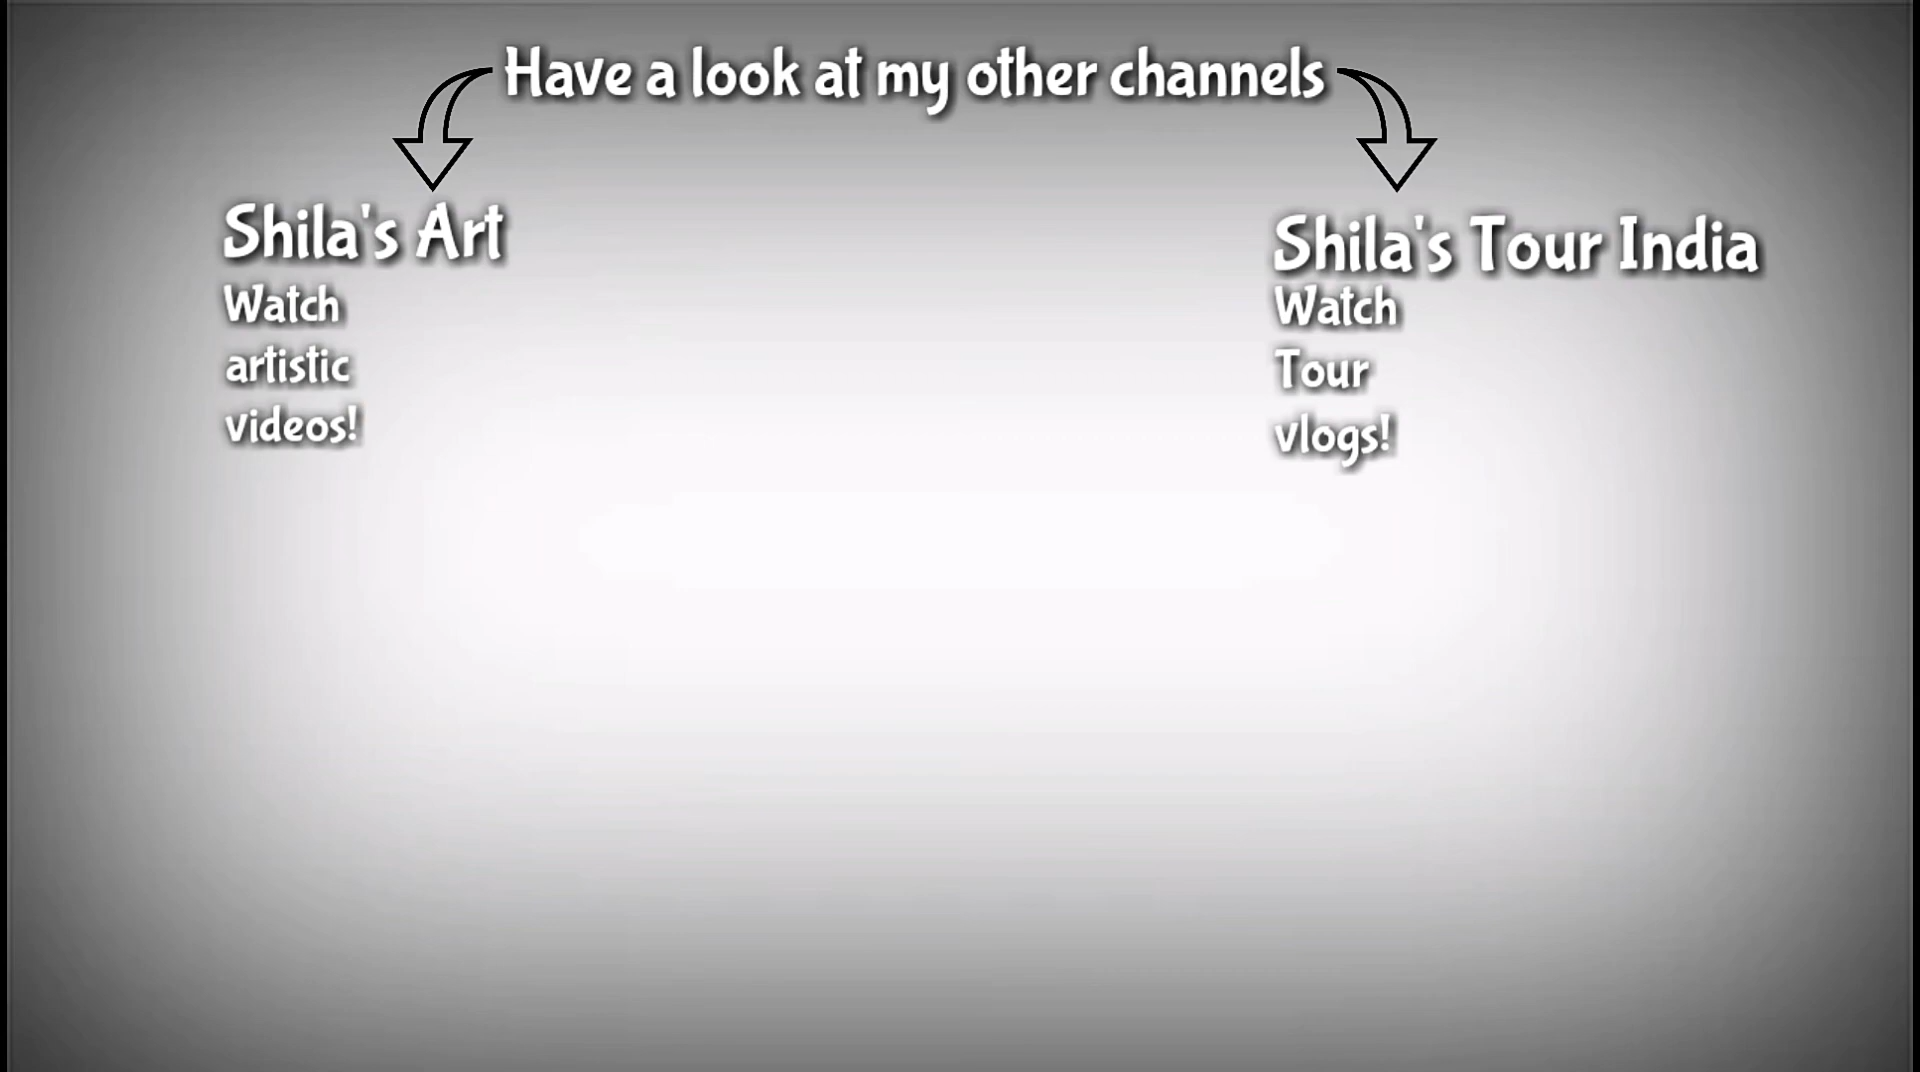 Have a look at my other channels
Shila's Art
Watch
artistic
videos!
Shila's Tour India
Watch
Tour
vlogs!